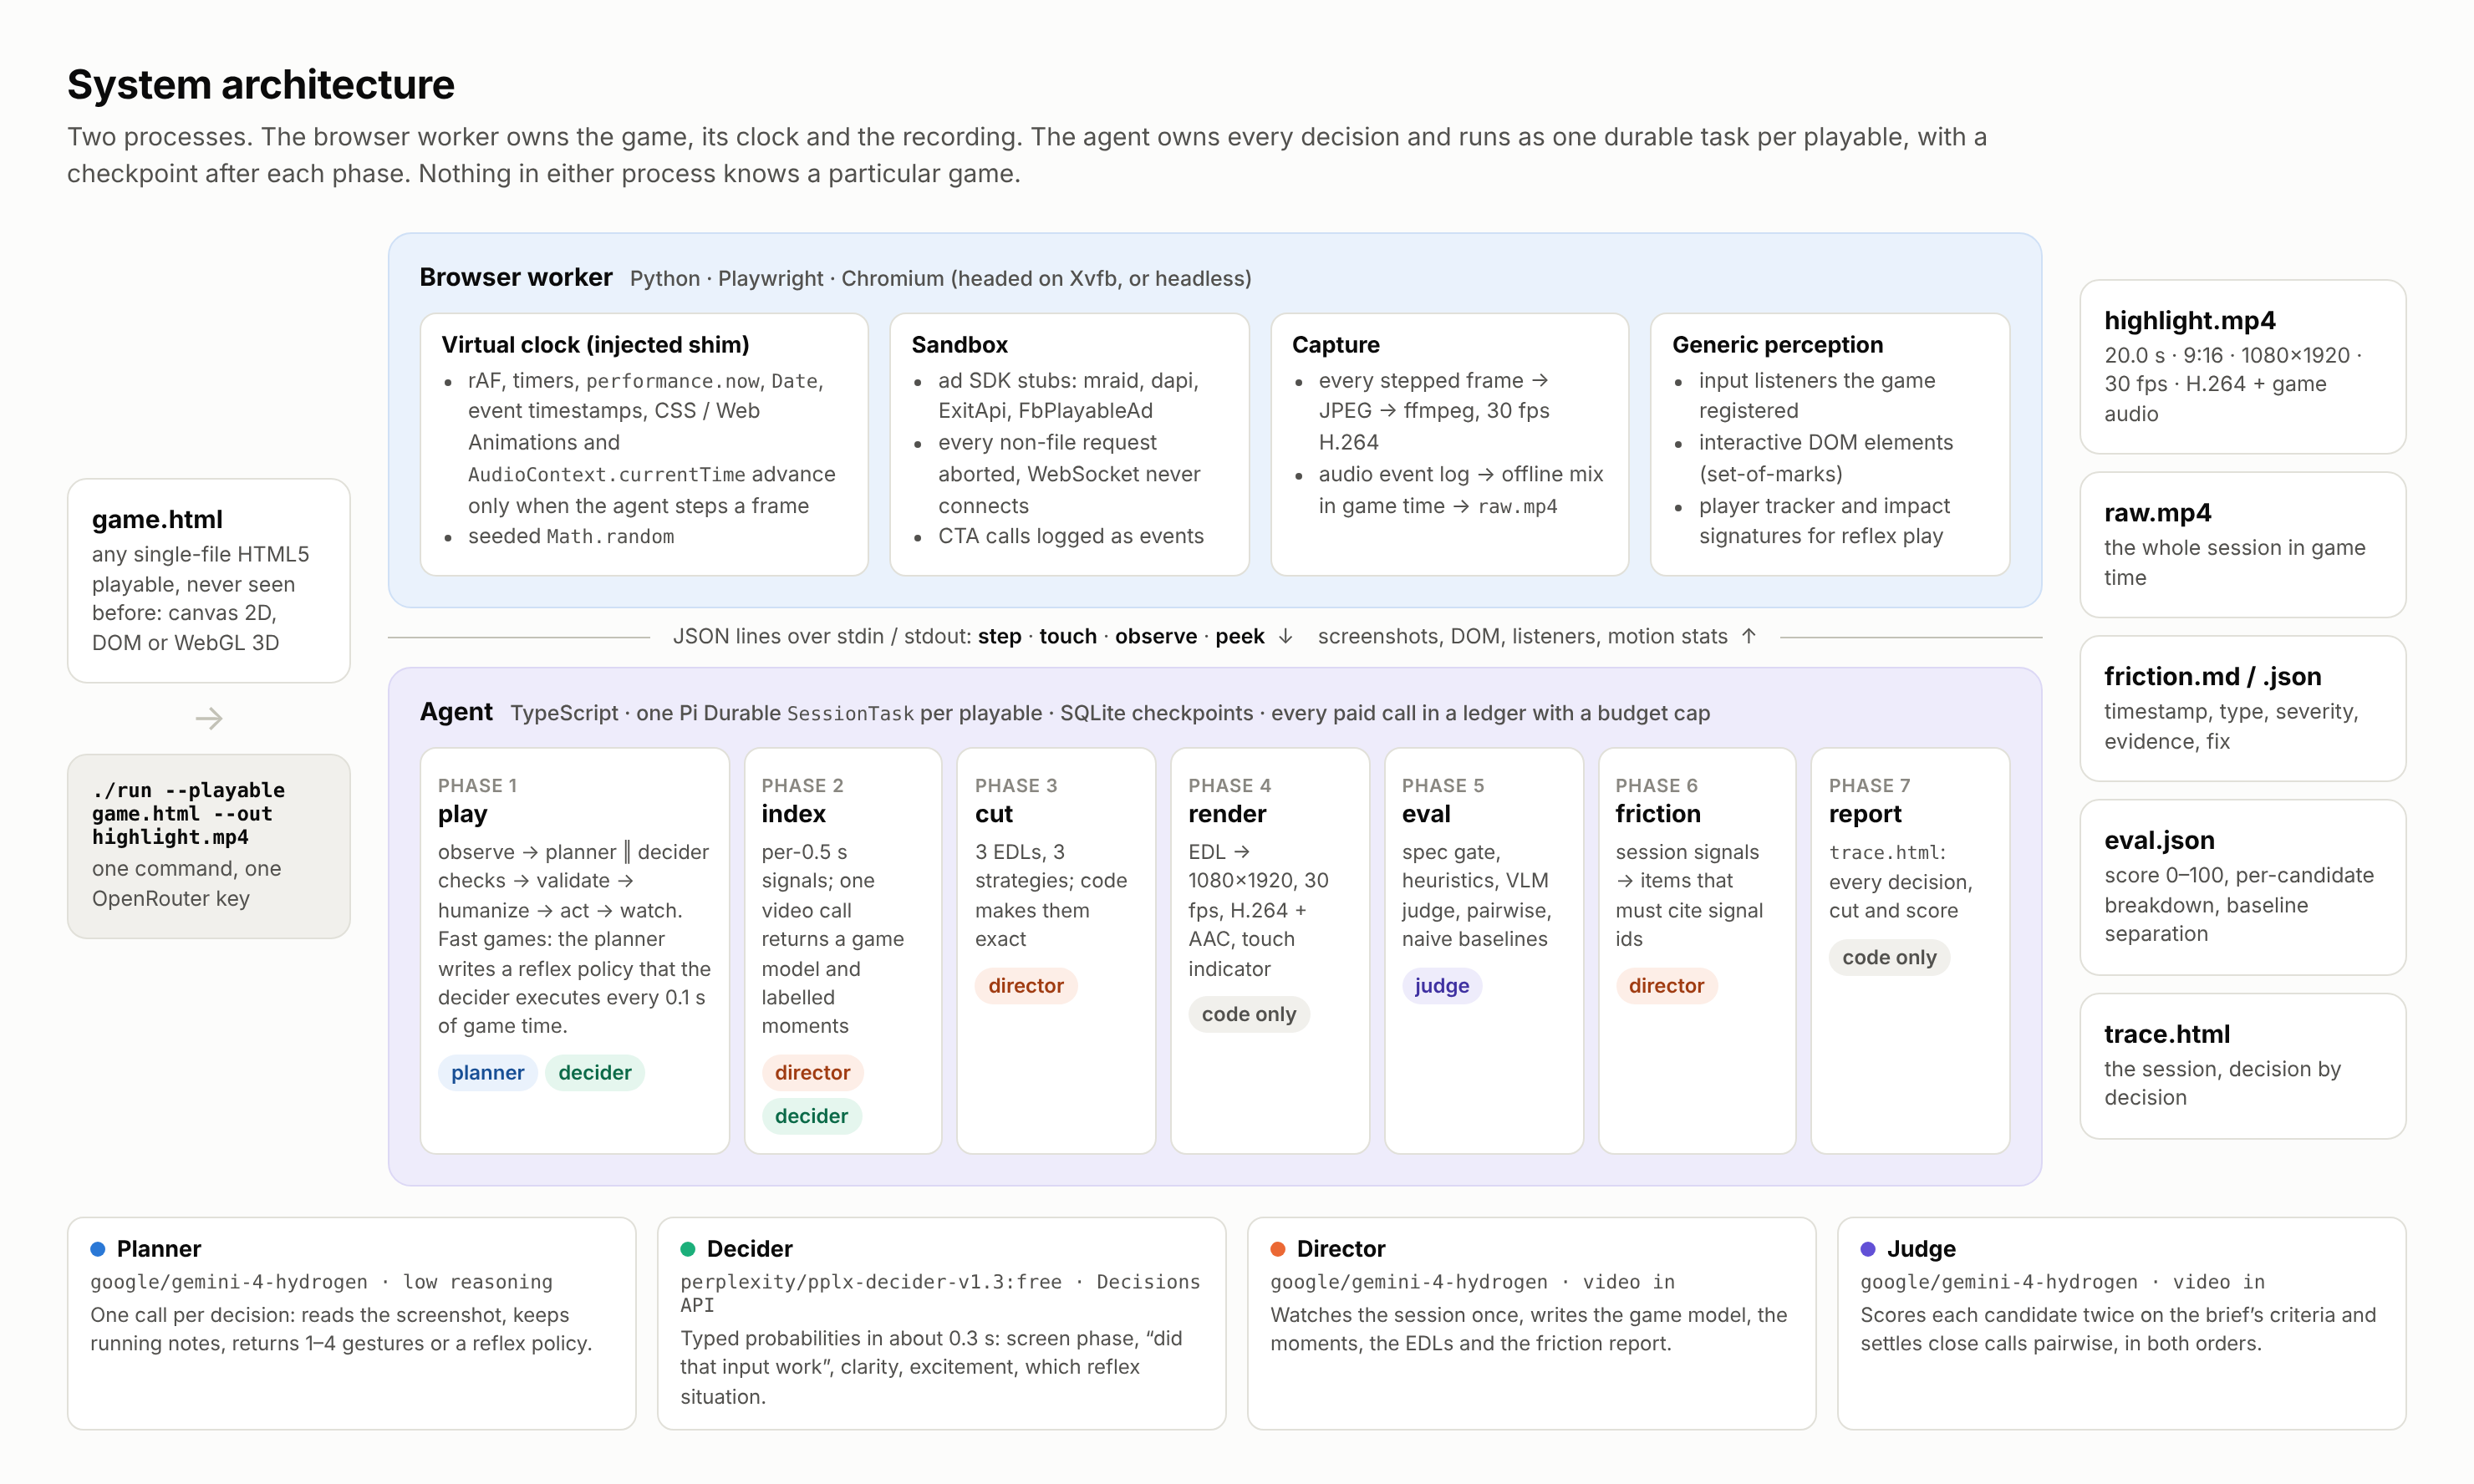 System architecture
Two processes. The browser worker owns the game, its clock and the recording. The agent owns every decision and runs as one durable task per playable, with a
checkpoint after each phase. Nothing in either process knows a particular game.
game.html
any single-file HTML5
playable, never seen
before: canvas 2D,
DOM or WebGL 3D
→
./run --playable
game.html --out
highlight.mp4
one command, one
OpenRouter key
Browser worker Python · Playwright · Chromium (headed on Xvfb, or headless)
Virtual clock (injected shim)
• rAF, timers, performance.now, Date,
event timestamps, CSS / Web
Animations and
AudioContext.currentTime advance
only when the agent steps a frame
• seeded Math.random
Sandbox
• ad SDK stubs: mraid, dapi,
ExitApi, FbPlayableAd
• every non-file request
aborted, WebSocket never
connects
• CTA calls logged as events
Capture
• every stepped frame →
JPEG → ffmpeg, 30 fps
H.264
• audio event log → offline mix
in game time → raw.mp4
Generic perception
• input listeners the game
registered
• interactive DOM elements
(set-of-marks)
• player tracker and impact
signatures for reflex play
JSON lines over stdin / stdout: step · touch · observe · peek ↓ screenshots, DOM, listeners, motion stats ↑
Agent TypeScript · one Pi Durable SessionTask per playable · SQLite checkpoints · every paid call in a ledger with a budget cap
PHASE 1
play
observe → planner ∥ decider
checks → validate →
humanize → act → watch.
Fast games: the planner
writes a reflex policy that the
decider executes every 0.1 s
of game time.
planner decider
PHASE 2
index
per-0.5 s
signals; one
video call
returns a game
model and
labelled
moments
director
decider
PHASE 3
cut
3 EDLs, 3
strategies; code
makes them
exact
director
PHASE 4
render
EDL →
1080×1920, 30
fps, H.264 +
AAC, touch
indicator
code only
PHASE 5
eval
spec gate,
heuristics, VLM
judge, pairwise,
naive baselines
judge
PHASE 6
friction
session signals
→ items that
must cite signal
ids
director
PHASE 7
report
trace.html:
every decision,
cut and score
code only
highlight.mp4
20.0 s · 9:16 · 1080×1920 ·
30 fps · H.264 + game
audio
raw.mp4
the whole session in game
time
friction.md / .json
timestamp, type, severity,
evidence, fix
eval.json
score 0–100, per-candidate
breakdown, baseline
separation
trace.html
the session, decision by
decision
Planner
google/gemini-4-hydrogen · low reasoning
One call per decision: reads the screenshot, keeps
running notes, returns 1–4 gestures or a reflex policy.
Decider
perplexity/pplx-decider-v1.3:free · Decisions
API
Typed probabilities in about 0.3 s: screen phase, “did
that input work”, clarity, excitement, which reflex
situation.
Director
google/gemini-4-hydrogen · video in
Watches the session once, writes the game model, the
moments, the EDLs and the friction report.
Judge
google/gemini-4-hydrogen · video in
Scores each candidate twice on the brief’s criteria and
settles close calls pairwise, in both orders.